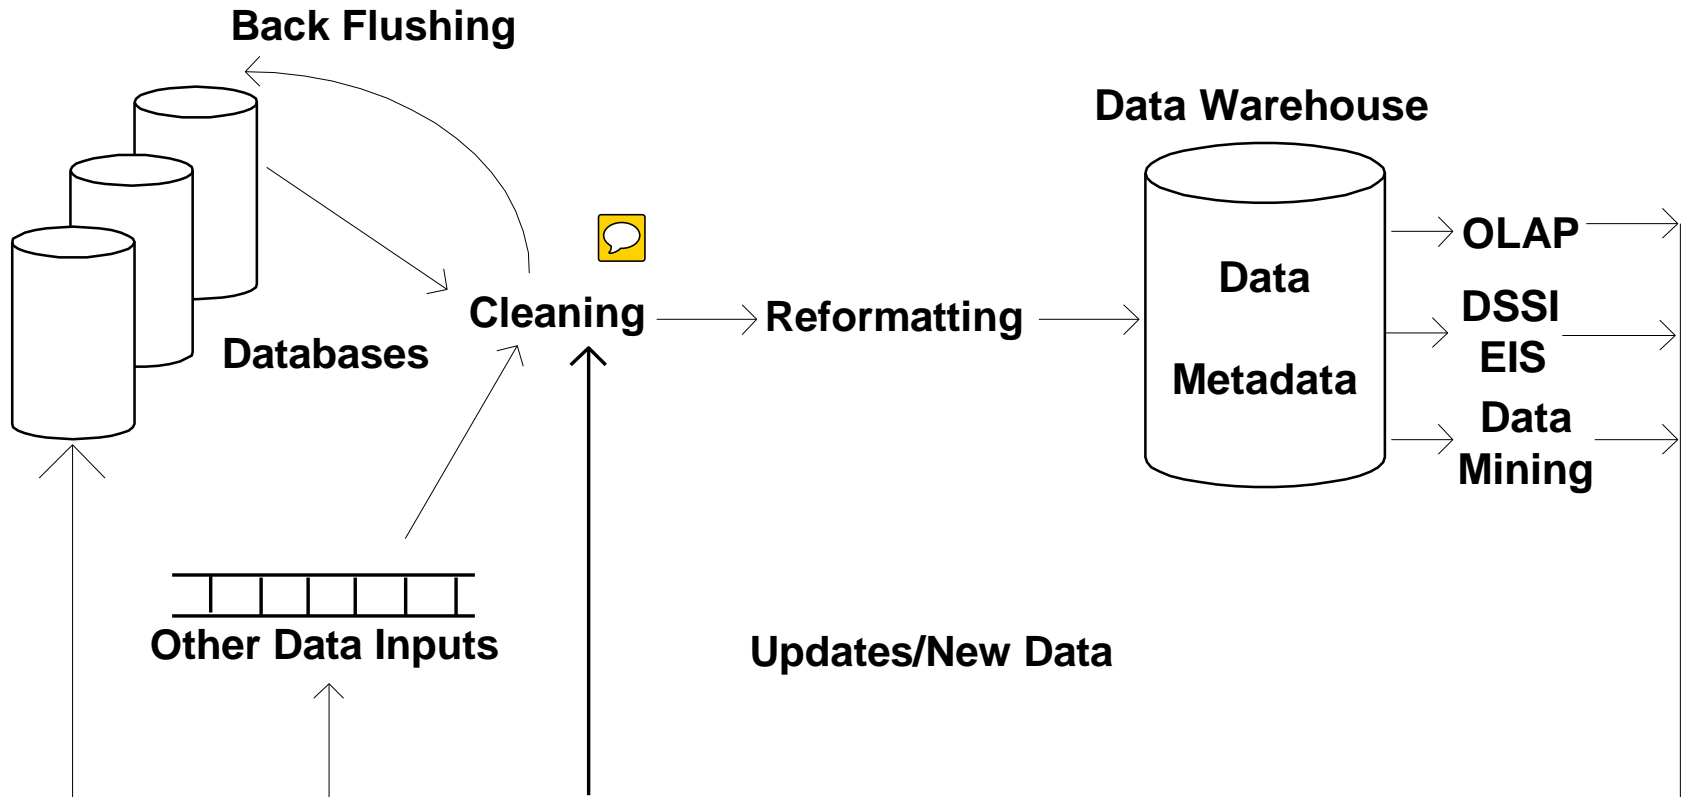 Back Flushing
Data Warehouse
OLAP
Data
DSSI
EIS
Cleaning
Reformatting
Databases
Metadata
Data
Mining
Other Data Inputs
Updates/New Data